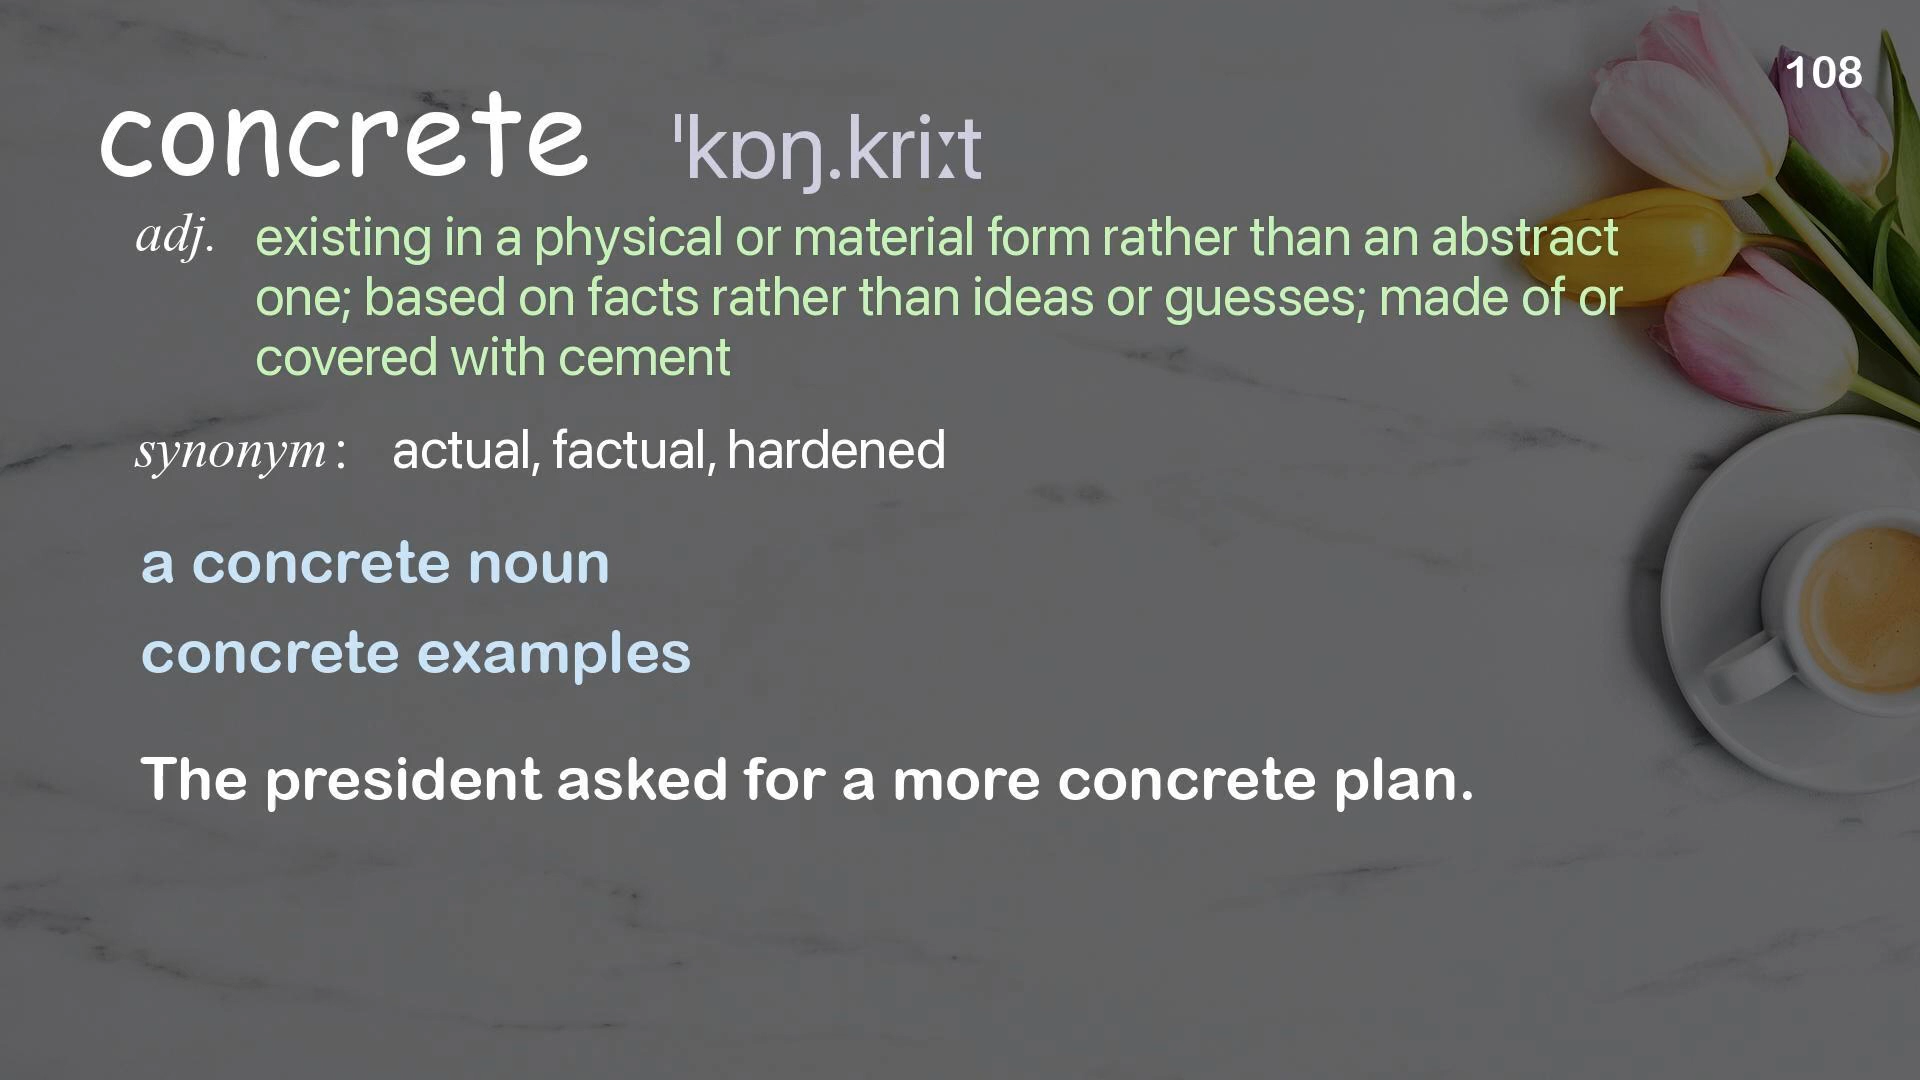 108
concrete ˈkɒŋ.kriːt
adj. existing in a physical or material form rather than an abstract
one; based on facts rather than ideas or guesses; made of or
covered with cement
synonym: actual, factual, hardened
a concrete noun
concrete examples
The president asked for a more concrete plan.